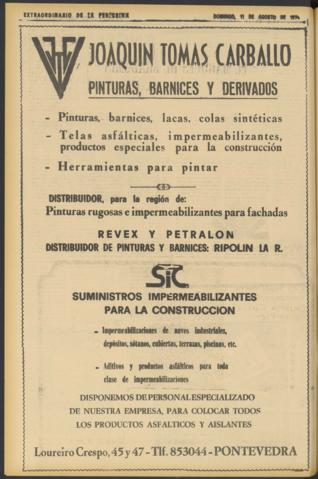 EXTRAORDINARIO DE LA PEREGRINA
DOMINGO, 11 DE AGOSTO DE 1974
JOAQUIN TOMAS CARBALLO
PINTURAS, BARNICES Y DERIVADOS
- Pinturas, barnices, lacas, colas sintéticas
- Telas asfálticas, impermeabilizantes,
productos especiales para la construcción
- Herramientas para pintar
DISTRIBUIDOR, para la región de:
Pinturas rugosas e impermeabilizantes para fachadas
REVEX Y PETRALON
DISTRIBUIDOR DE PINTURAS Y BARNICES: RIPOLIN LA R.
SIC
SUMINISTROS IMPERMEABILIZANTES
PARA LA CONSTRUCCION
- Impermeabilizaciones de naves industriales,
depósitos, sótanos, cubiertas, terrazas, piscinas, etc.
- Aditivos y productos asfálticos para toda
clase de impermeabilizaciones
DISPONEMOS DE PERSONAL ESPECIALIZADO
DE NUESTRA EMPRESA, PARA COLOCAR TODOS
LOS PRODUCTOS ASFALTICOS Y AISLANTES
Loureiro Crespo, 45 y 47 - Tlf. 853044 - PONTEVEDRA